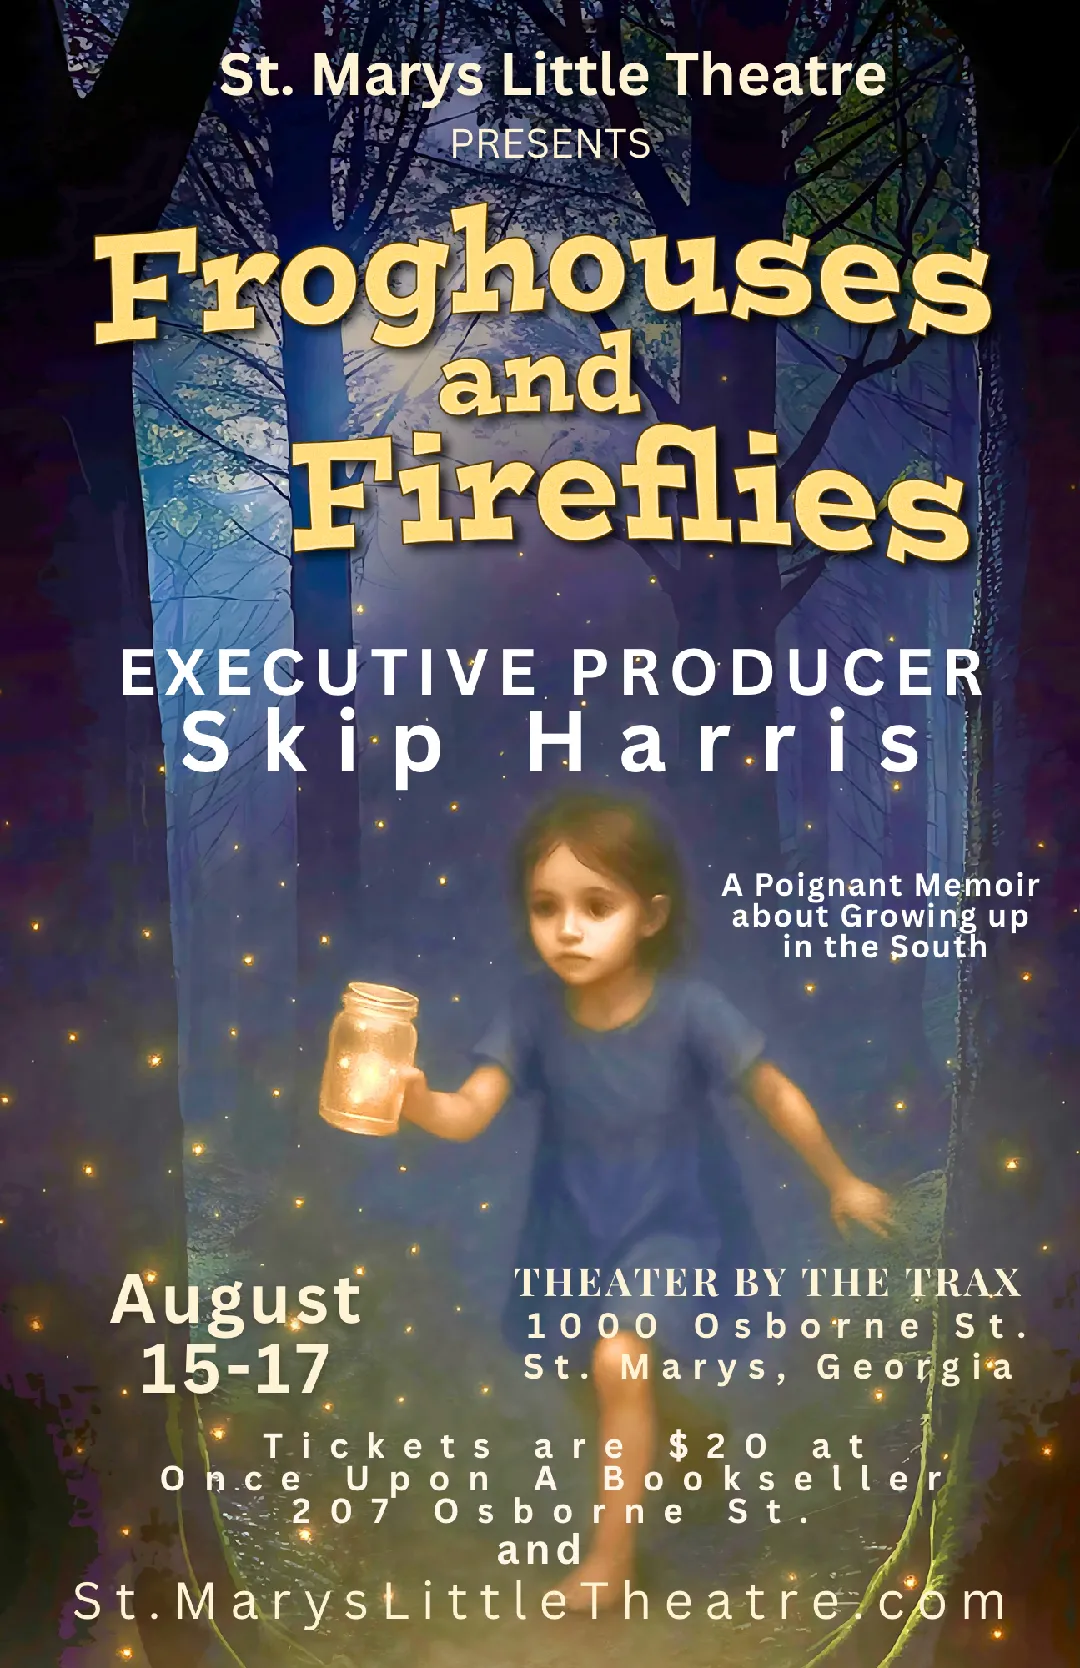 St. Marys Little Theatre
PRESENTS
Froghouses
and
Fireflies
EXECUTIVE PRODUCER
Skip Harris
A Poignant Memoir
about Growing up
in the South
August
15-17
THEATER BY THE TRAX
1000 Osborne St.
St. Marys, Georgia
Tickets are $20 at
Once Upon A Bookseller
207 Osborne St.
and
St.MarysLittleTheatre.com